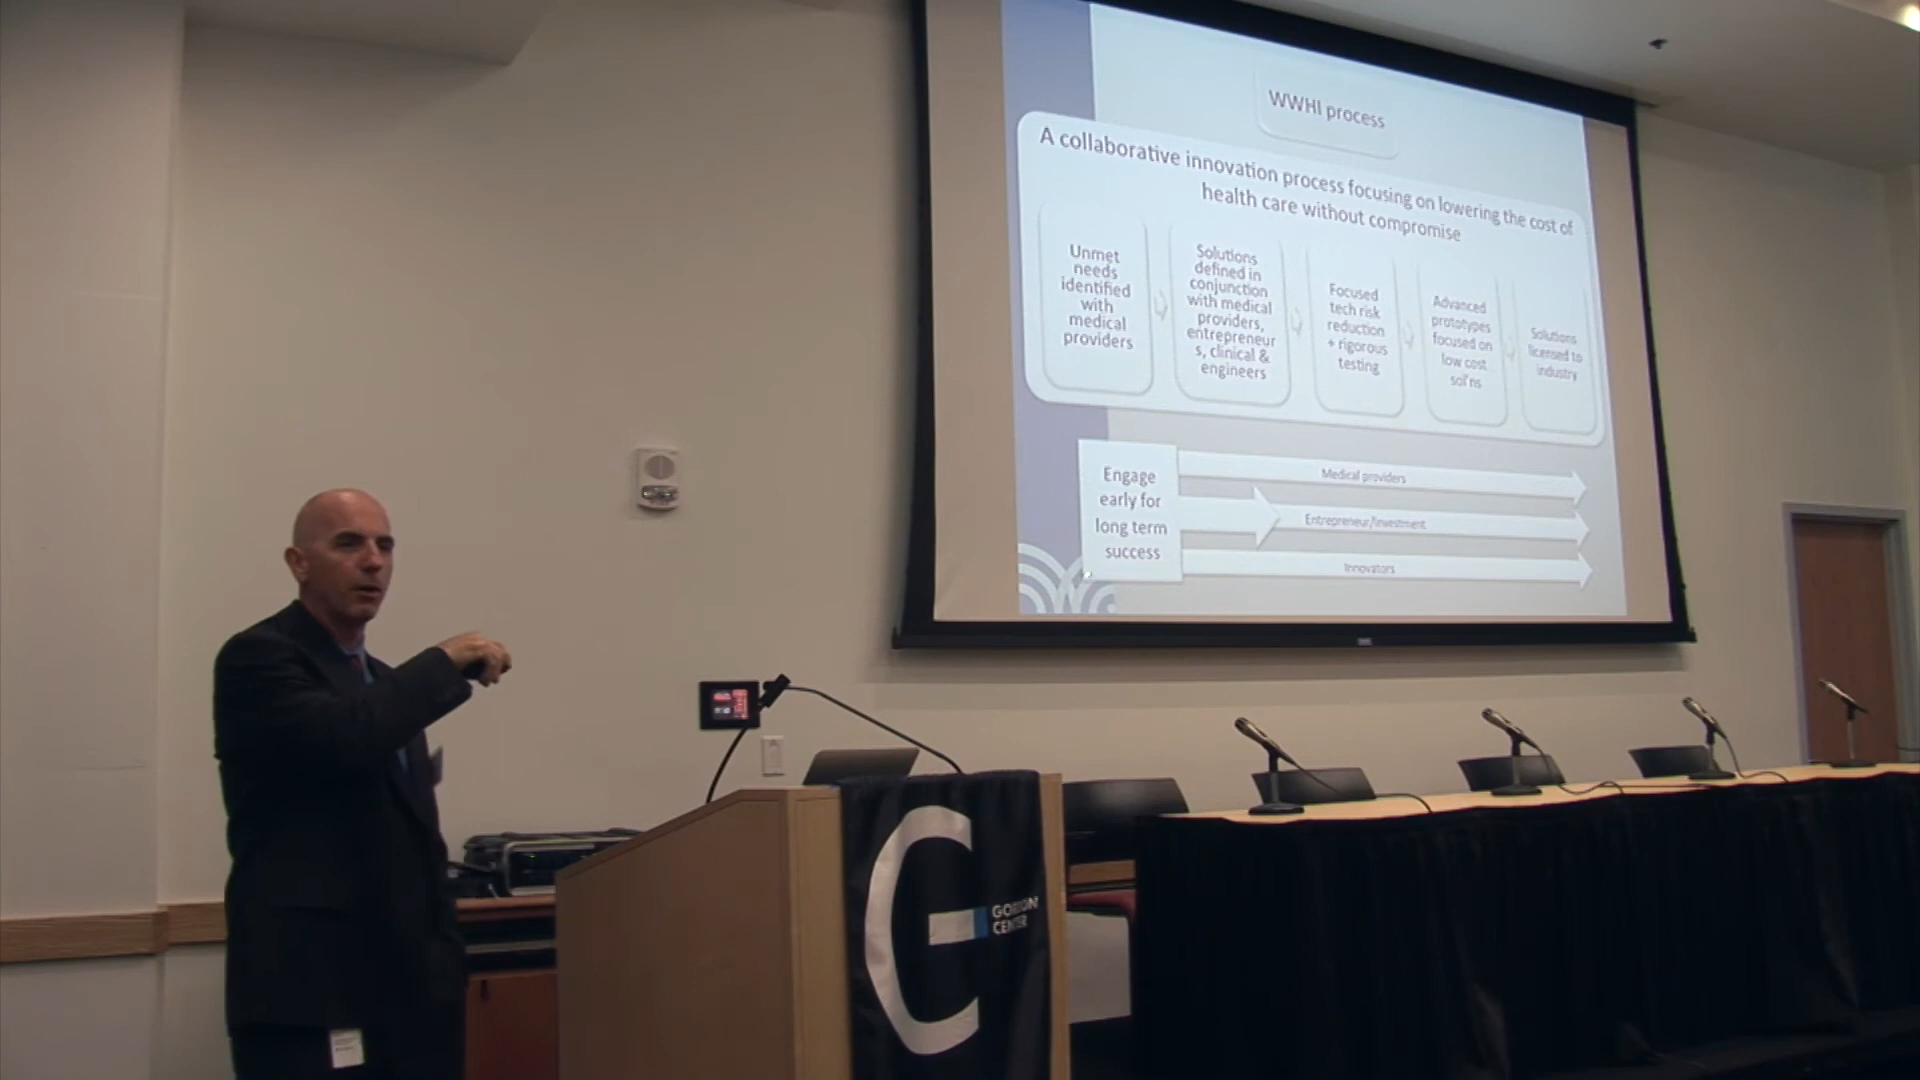 WWHI process
A collaborative innovation process focusing on lowering the cost of
health care without compromise
Unmet
needs
identified
with
medical
providers
Solutions
defined in
conjunction
with medical
providers,
entrepreneur
s, clinical &
engineers
Focused
tech risk
reduction
+ rigorous
testing
Advanced
prototypes
focused on
low cost
sol'ns
Solutions
licensed to
industry
Engage
early for
long term
success
Medical providers
Entrepreneur/investment
Innovators
GORDON
CENTER